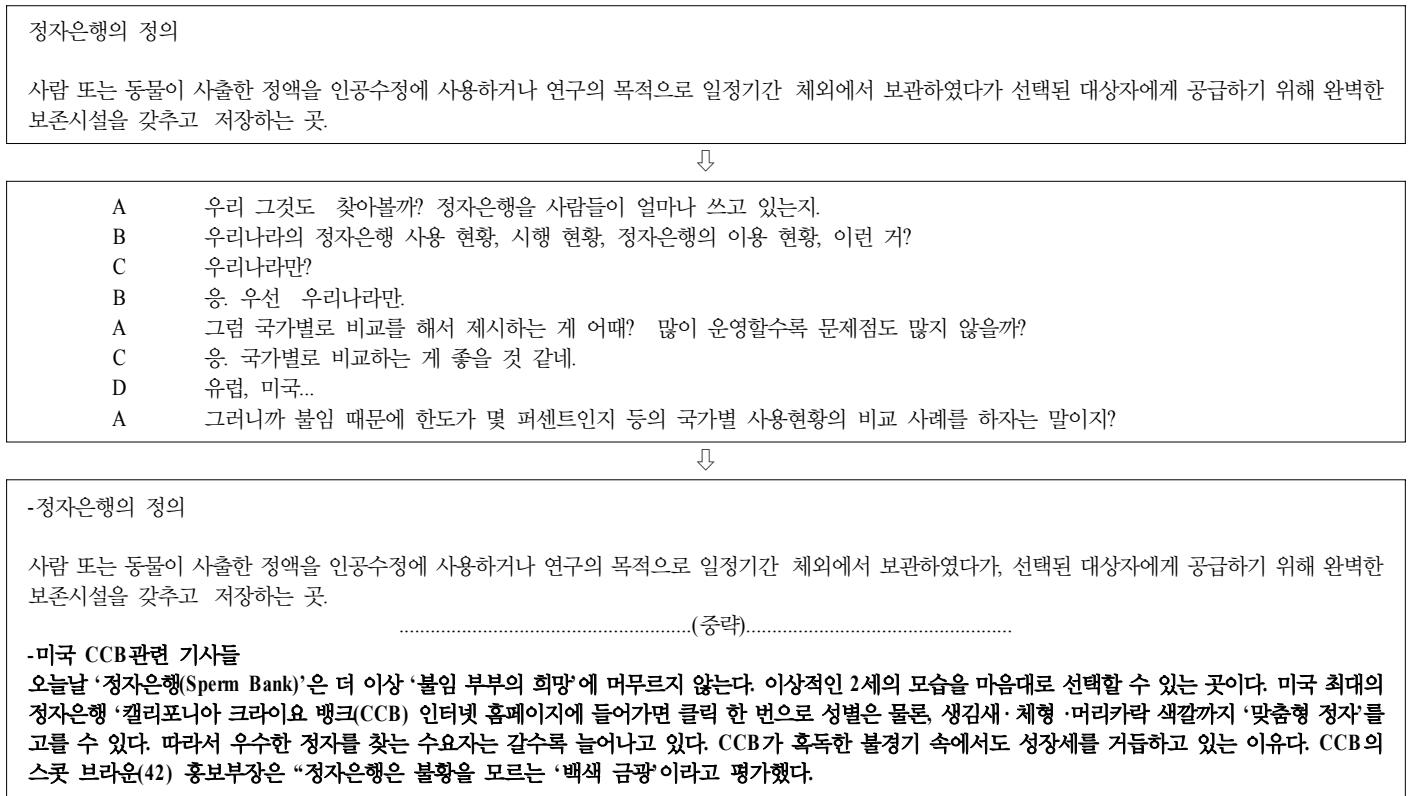 정자은행의 정의
사람 또는 동물이 사출한 정액을 인공수정에 사용하거나 연구의 목적으로 일정기간 체외에서 보관하였다가 선택된 대상자에게 공급하기 위해 완벽한
보존시설을 갖추고 저장하는 곳.
⇩
A 우리 그것도 찾아볼까? 정자은행을 사람들이 얼마나 쓰고 있는지.
B 우리나라의 정자은행 사용 현황, 시행 현황, 정자은행의 이용 현황, 이런 거?
C 우리나라만?
B 응. 우선 우리나라만.
A 그럼 국가별로 비교를 해서 제시하는 게 어때? 많이 운영할수록 문제점도 많지 않을까?
C 응. 국가별로 비교하는 게 좋을 것 같네.
D 유럽, 미국...
A 그러니까 불임 때문에 한도가 몇 퍼센트인지 등의 국가별 사용현황의 비교 사례를 하자는 말이지?
⇩
-정자은행의 정의
사람 또는 동물이 사출한 정액을 인공수정에 사용하거나 연구의 목적으로 일정기간 체외에서 보관하였다가, 선택된 대상자에게 공급하기 위해 완벽한
보존시설을 갖추고 저장하는 곳.
........................................................(중략)...................................................
-미국 CCB관련 기사들
오늘날 ‘정자은행(Sperm Bank)’은 더 이상 ‘불임 부부의 희망’에 머무르지 않는다. 이상적인 2세의 모습을 마음대로 선택할 수 있는 곳이다. 미국 최대의
정자은행 ‘캘리포니아 크라이요 뱅크(CCB) 인터넷 홈페이지에 들어가면 클릭 한 번으로 성별은 물론, 생김새·체형·머리카락 색깔까지 ‘맞춤형 정자’를
고를 수 있다. 따라서 우수한 정자를 찾는 수요자는 갈수록 늘어나고 있다. CCB가 혹독한 불경기 속에서도 성장세를 거듭하고 있는 이유다. CCB의
스콧 브라운(42) 홍보부장은 “정자은행은 불황을 모르는 ‘백색 금광’이라고 평가했다.